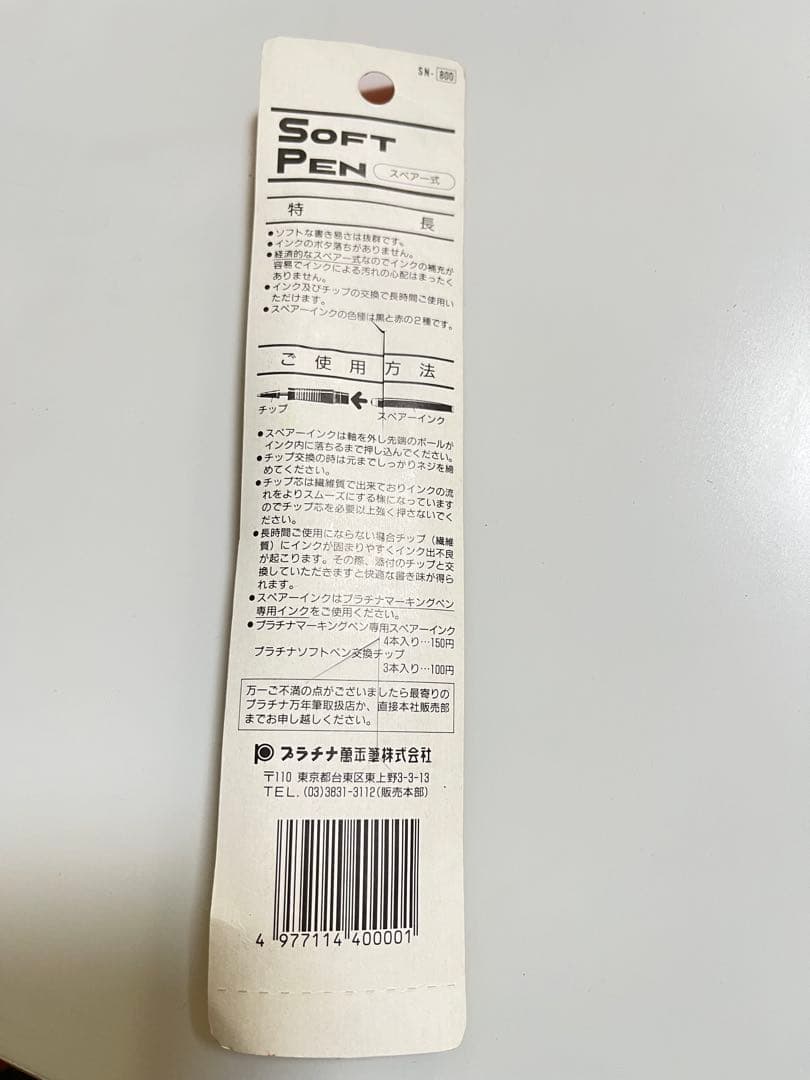 SN-800
SOFT
PEN スペアー式
特長
●ソフトな書き易さは抜群です。
●インクのボタ落ちがありません。
●経済的なスペアー式なのでインクの補充が
容易でインクによる汚れの心配はまったく
ありません。
●インク及びチップの交換で長時間ご使用い
ただけます。
●スペアーインクの色種は黒と赤の2種です。
ご使用方法
チップ
スペアーインク
●スペアーインクは軸を外し先端のボールが
インク内に落ちるまで押し込んでください。
●チップ交換の時は元までしっかりネジを締
めてください。
●チップ芯は繊維質で出来ておりインクの流
れをよりスムーズにする様になっています
のでチップ芯を必要以上強く押さないでく
ださい。
●長時間ご使用にならない場合チップ（繊維
質）にインクが固まりやすくインク出不良
が起こります。その際、添付のチップと交
換していただきますと快適な書き味が得ら
れます。
●スペアーインクはプラチナマーキングペン
専用インクをご使用ください。
●プラチナマーキングペン専用スペアーインク
4本入り…150円
プラチナソフトペン交換チップ
3本入り…100円
万一ご不満の点がございましたら最寄りの
プラチナ万年筆取扱店か、直接本社販売部
までお申し越しください。
プラチナ萬年筆株式会社
〒110 東京都台東区東上野3-3-13
TEL. (03)3831-3112(販売本部)
4 977114 400001